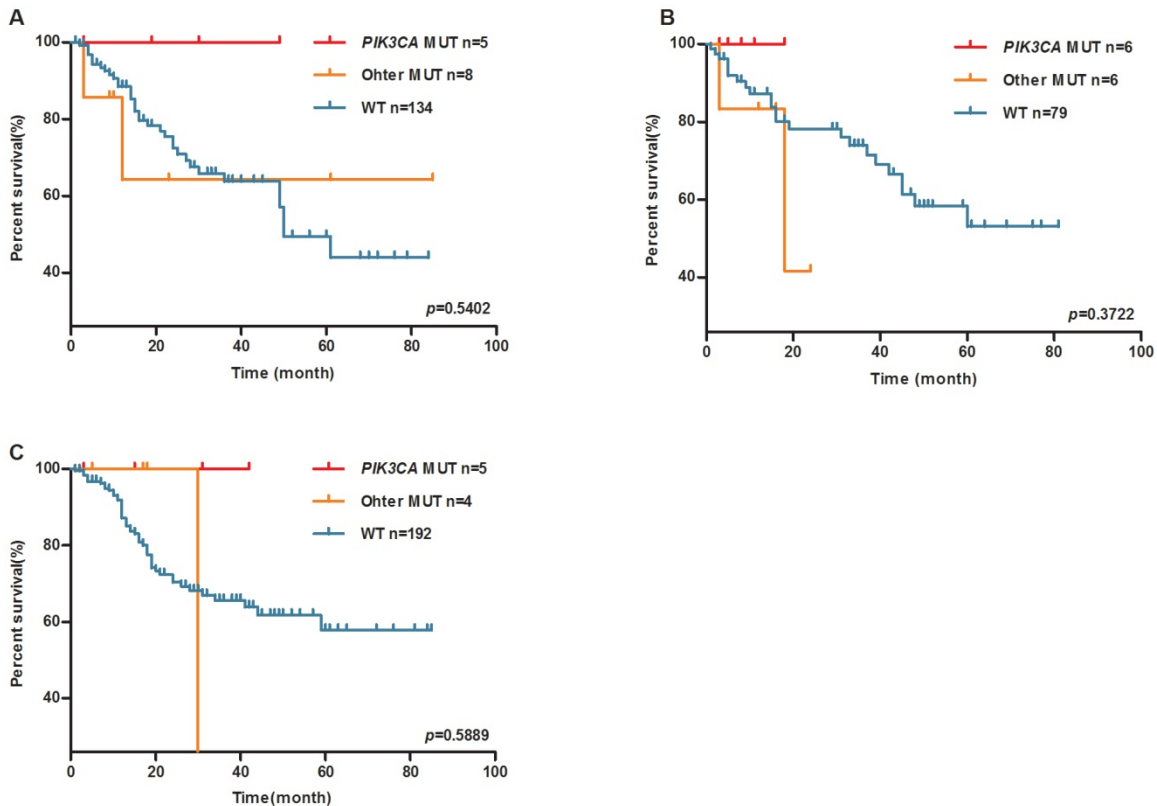 A
Percent survival(%)
100
80
60
40
0
20
40
60
80
100
Time (month)
PIK3CA MUT n=5
Ohter MUT n=8
WT n=134
p=0.5402
B
Percent survival(%)
100
80
60
40
0
20
40
60
80
100
Time (month)
PIK3CA MUT n=6
Other MUT n=6
WT n=79
p=0.3722
C
Percent survival(%)
100
80
60
40
0
20
40
60
80
100
Time(month)
PIK3CA MUT n=5
Ohter MUT n=4
WT n=192
p=0.5889